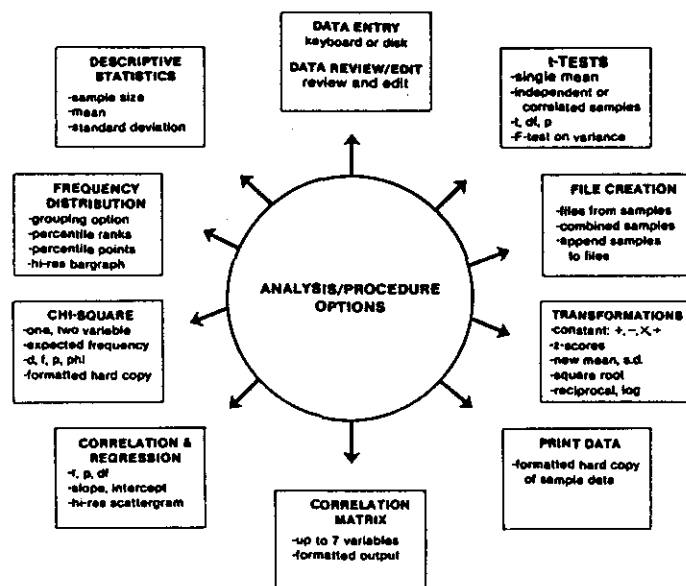 DATA ENTRY
keyboard or disk
DATA REVIEW/EDIT
review and edit
DESCRIPTIVE
STATISTICS
-sample size
-mean
-standard deviation
t-TESTS
-single mean
-independent or
correlated samples
-t, df, p
-F-test on variance
FREQUENCY
DISTRIBUTION
-grouping option
-percentile ranks
-percentile points
-hi-res bargraph
FILE CREATION
-files from samples
-combined samples
-append samples
to files
ANALYSIS/PROCEDURE
OPTIONS
CHI-SQUARE
-one, two variable
-expected frequency
-d, f, p, phi
-formatted hard copy
TRANSFORMATIONS
-constant: +, -, X, ÷
-z-scores
-new mean, s.d.
-square root
-reciprocal, log
CORRELATION &
REGRESSION
-r, p, df
-slope, intercept
-hi-res scattergram
PRINT DATA
-formatted hard copy
of sample data
CORRELATION
MATRIX
-up to 7 variables
-formatted output